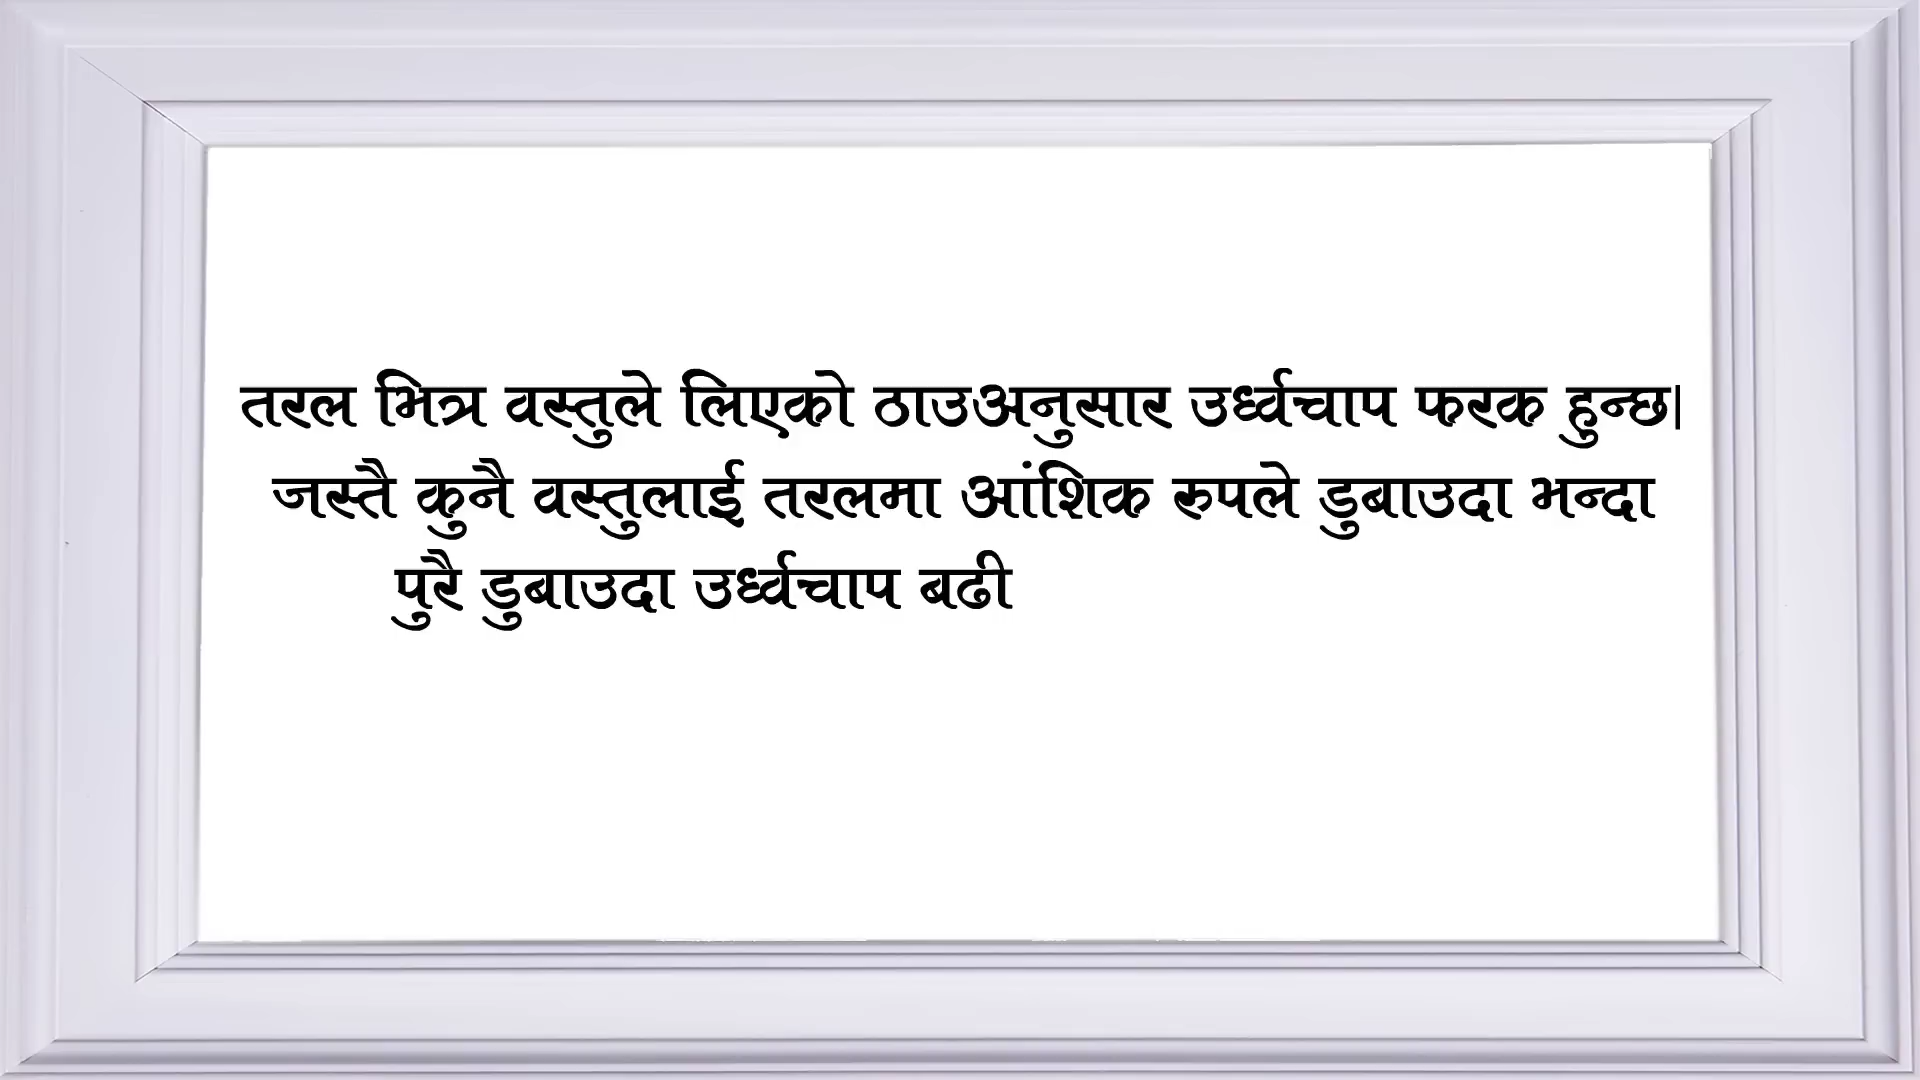 तरल भित्र वस्तुले लिएको ठाउअनुसार उर्ध्वचाप फरक हुन्छ।
जस्तै कुनै वस्तुलाई तरलमा आंशिक रुपले डुबाउदा भन्दा
पुरै डुबाउदा उर्ध्वचाप बढी